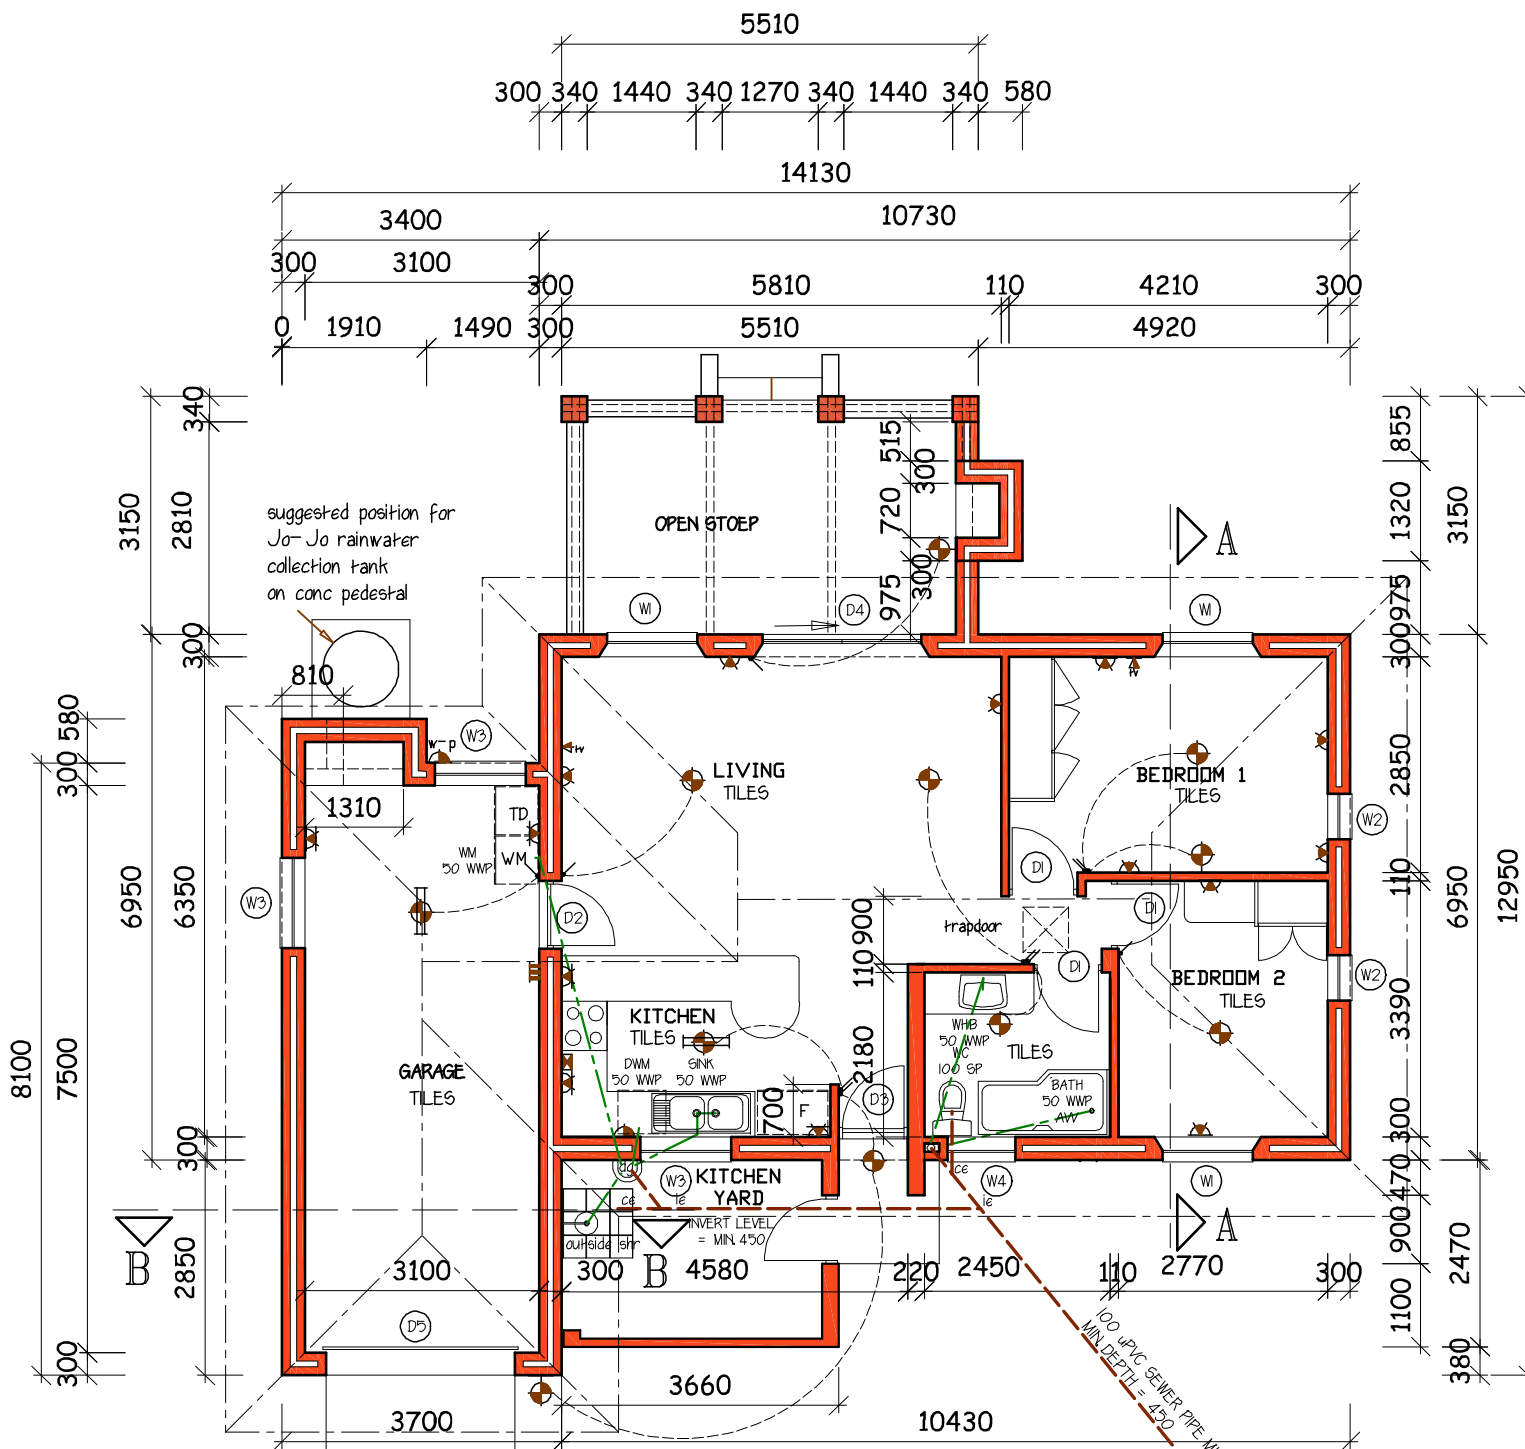 5510
300 340 1440 340 1270 340 1440 340 580
14130
3400 10730
300 3100
300 5810 110 4210 300
0 1910 1490 300 5510 4920
340
3150
2810
300
855
1320
3150
975
300
515
300
720
300
975
OPEN STOEP
suggested position for
Jo-Jo rainwater
collection tank
on conc pedestal
A
W1
D4
W1
810
580
300
w-p
W3
tv
tv
LIVING
TILES
BEDROOM 1
TILES
2850
W2
1310
TD
WM
WM
50 WWP
D1
110
W3
D2
D1
6950
6350
8100
7500
900
110
trapdoor
D1
BEDROOM 2
TILES
W2
6950
12950
3390
KITCHEN
TILES
DWM
50 WWP
SINK
50 WWP
WHB
50 WWP
WC
100 SP
TILES
BATH
50 WWP
AW
2180
700
F
D3
GARAGE
TILES
300
300
W3
KITCHEN
YARD
ce
ie
ce
W4
ie
W1
470
900
INVERT LEVEL
= MIN. 450
outside shr
A
B
B
2850
3100 300 4580 220 2450 110 2770 300
2470
1100
D5
300
380
100 uPVC SEWER PIPE
MIN. DEPTH = 450
3660
3700 10430